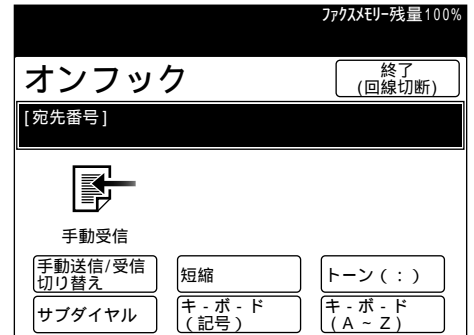 ﾌｧｸｽﾒﾓﾘｰ残量100%
オンフック
終了
(回線切断)
[宛先番号]
手動受信
手動送信/受信
切り替え
短縮
トーン(:)
サブダイヤル
キ-ボ-ド
(記号)
キ-ボ-ド
(A～Z)